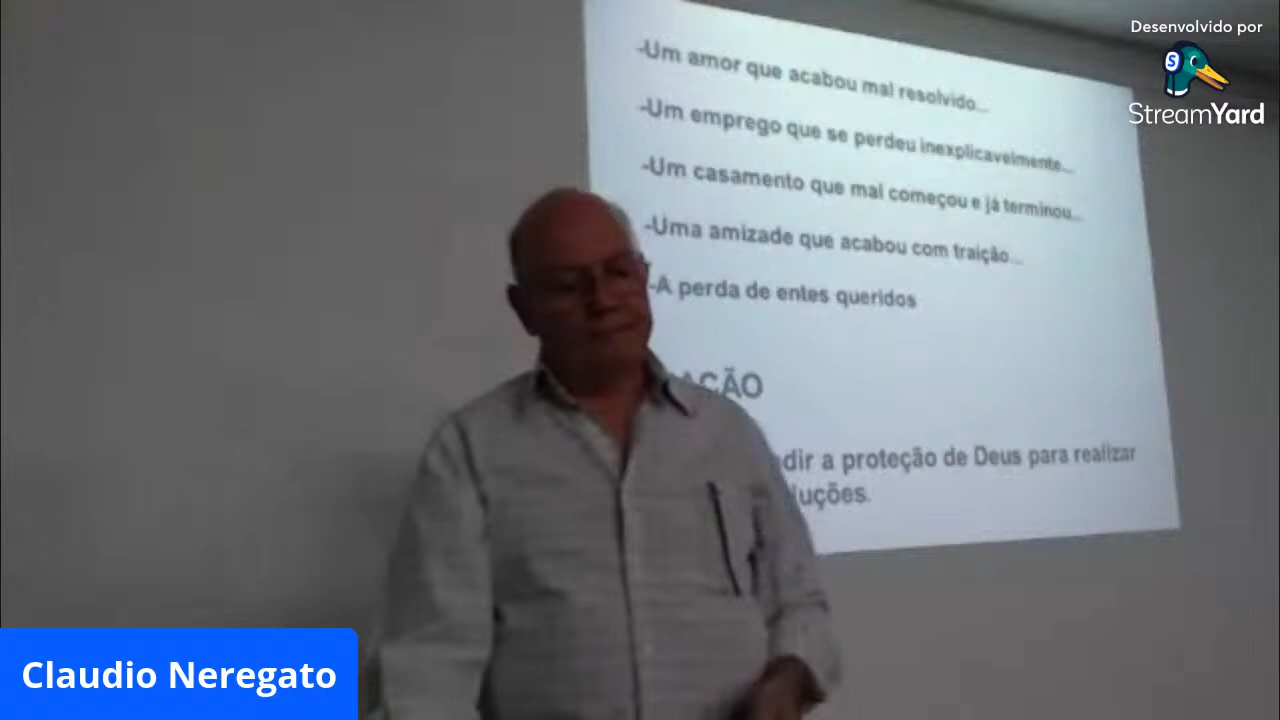 Desenvolvido por
StreamYard
-Um amor que acabou mal resolvido...
-Um emprego que se perdeu inexplicavelmente...
-Um casamento que mal começou e já terminou...
-Uma amizade que acabou com traição...
-A perda de entes queridos
AÇÃO
dir a proteção de Deus para realizar
luções.
Claudio Neregato